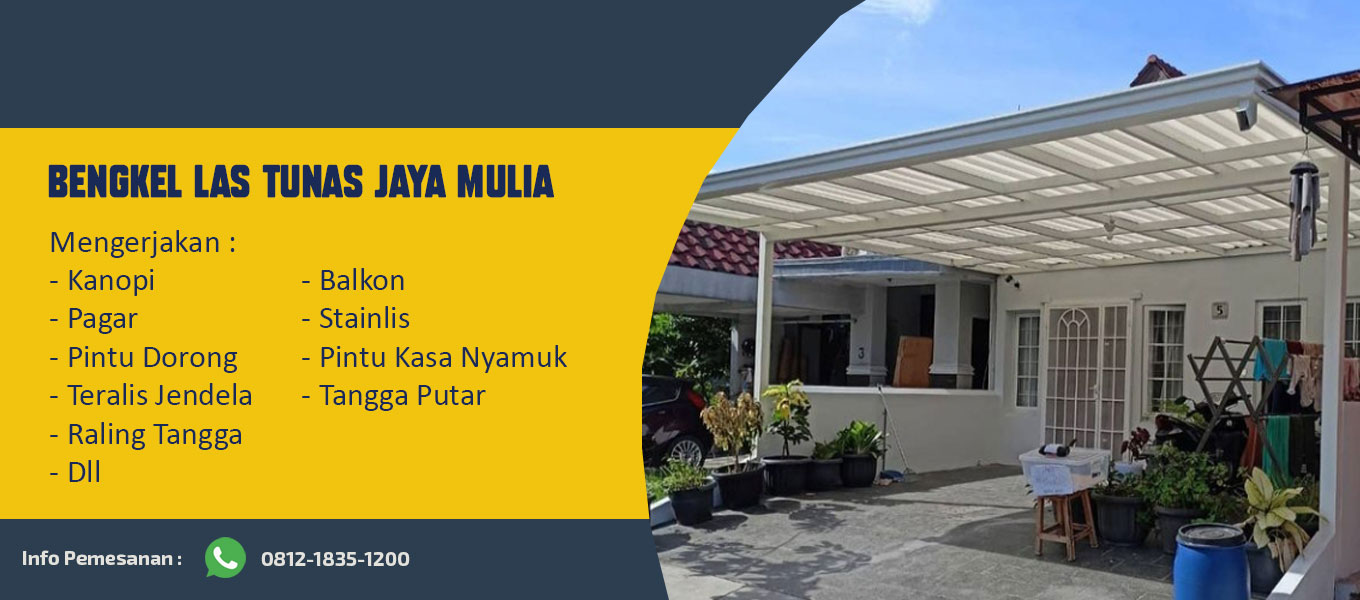 BENGKEL LAS TUNAS JAYA MULIA
Mengerjakan :
- Kanopi
- Pagar
- Pintu Dorong
- Teralis Jendela
- Raling Tangga
- Dll
- Balkon
- Stainlis
- Pintu Kasa Nyamuk
- Tangga Putar
Info Pemesanan :
0812-1835-1200
3
5